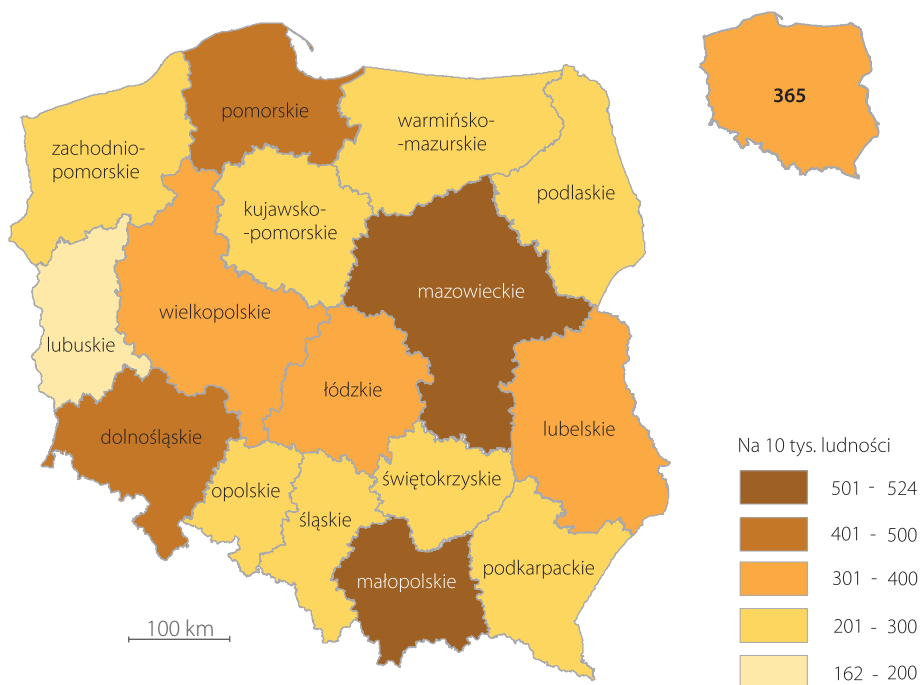 365
pomorskie
warmińsko-
-mazurskie
zachodnio-
pomorskie
podlaskie
kujawsko-
-pomorskie
mazowieckie
wielkopolskie
lubuskie
łódzkie
dolnośląskie
lubelskie
świętokrzyskie
opolskie
śląskie
małopolskie
podkarpackie
100 km
Na 10 tys. ludności
501 - 524
401 - 500
301 - 400
201 - 300
162 - 200